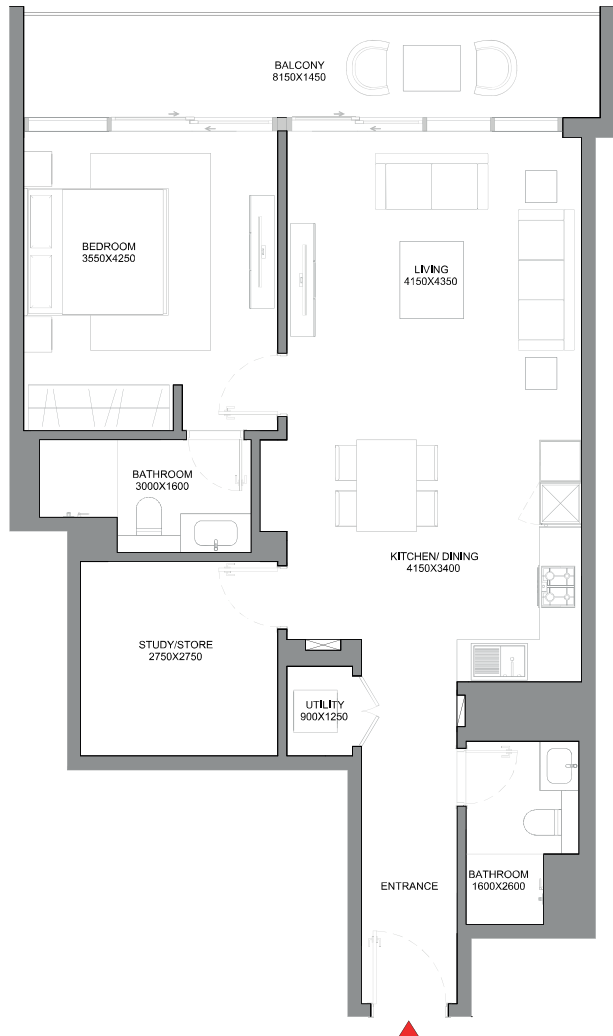 BALCONY
8150X1450
BEDROOM
3550X4250
LIVING
4150X4350
BATHROOM
3000X1600
KITCHEN/ DINING
4150X3400
STUDY/STORE
2750X2750
UTILITY
900X1250
ENTRANCE
BATHROOM
1600X2600